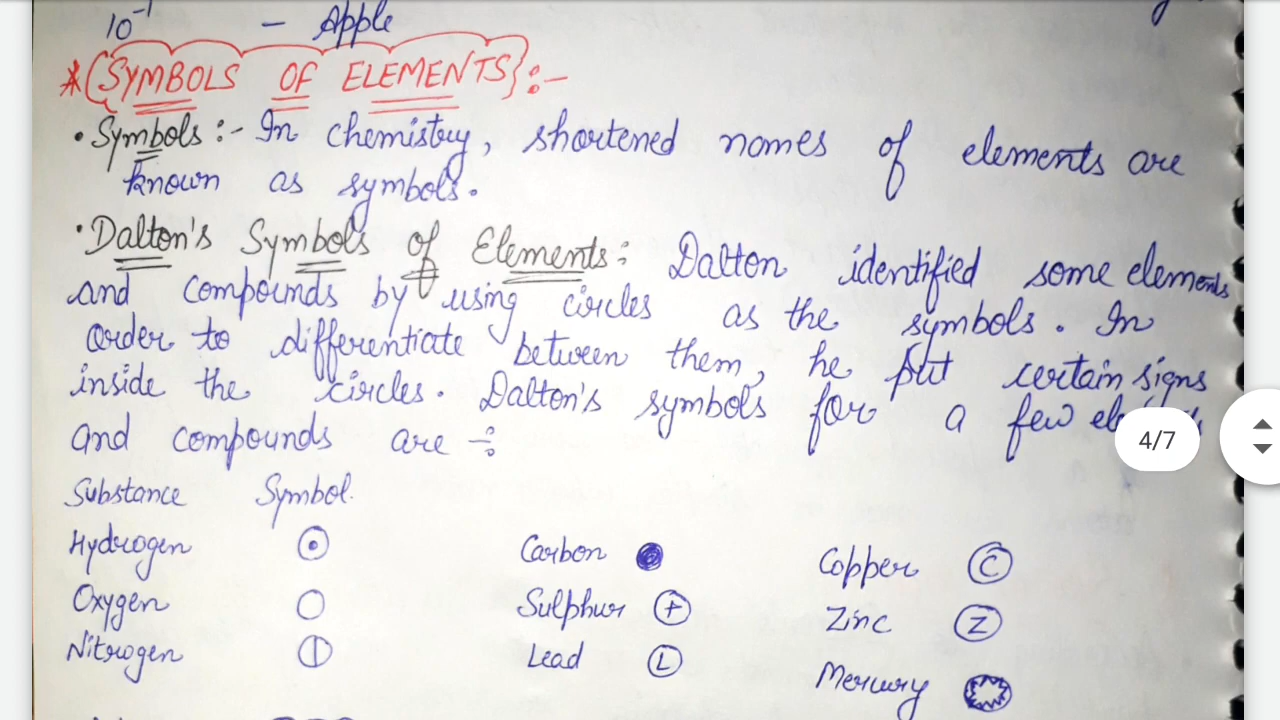 10⁻¹ — Apple
*{SYMBOLS OF ELEMENTS}:-
• Symbols :- In chemistry, shortened names of elements are
known as symbols.
• Dalton's Symbols of Elements: Dalton identified some elements
and compounds by using circles as the symbols. In
order to differentiate between them, he put certain signs
inside the circles. Dalton's symbols for a few
and compounds are :-
Substance Symbol.
Hydrogen Carbon Copper C
Oxygen Sulphur + Zinc Z
Nitrogen Lead L Mercury
4/7